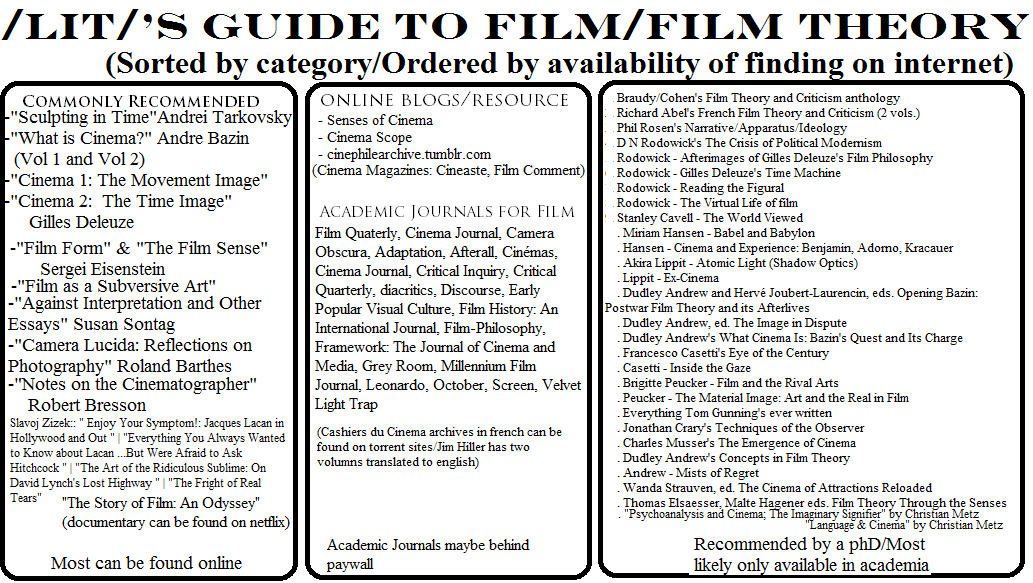 /LIT/'S GUIDE TO FILM/FILM THEORY
(Sorted by category/Ordered by availability of finding on internet)
COMMONLY RECOMMENDED
-"Sculpting in Time"Andrei Tarkovsky
-"What is Cinema?" Andre Bazin
(Vol 1 and Vol 2)
-"Cinema 1: The Movement Image"
-"Cinema 2:  The Time Image"
Gilles Deleuze
-"Film Form" & "The Film Sense"
Sergei Eisenstein
-"Film as a Subversive Art"
-"Against Interpretation and Other
Essays" Susan Sontag
-"Camera Lucida: Reflections on
Photography" Roland Barthes
-"Notes on the Cinematographer"
Robert Bresson
Slavoj Zizek:: " Enjoy Your Symptom!: Jacques Lacan in
Hollywood and Out " | "Everything You Always Wanted
to Know about Lacan ...But Were Afraid to Ask
Hitchcock " | "The Art of the Ridiculous Sublime: On
David Lynch's Lost Highway " | "The Fright of Real
Tears"
"The Story of Film: An Odyssey"
(documentary can be found on netflix)
Most can be found online
ONLINE BLOGS/RESOURCE
- Senses of Cinema
- Cinema Scope
- cinephilearchive.tumblr.com
(Cinema Magazines: Cineaste, Film Comment)
ACADEMIC JOURNALS FOR FILM
Film Quaterly, Cinema Journal, Camera
Obscura, Adaptation, Afterall, Cinémas,
Cinema Journal, Critical Inquiry, Critical
Quarterly, diacritics, Discourse, Early
Popular Visual Culture, Film History: An
International Journal, Film-Philosophy,
Framework: The Journal of Cinema and
Media, Grey Room, Millennium Film
Journal, Leonardo, October, Screen, Velvet
Light Trap
(Cashiers du Cinema archives in french can be
found on torrent sites/Jim Hiller has two
volumns translated to english)
Academic Journals maybe behind
paywall
. Braudy/Cohen's Film Theory and Criticism anthology
. Richard Abel's French Film Theory and Criticism (2 vols.)
. Phil Rosen's Narrative/Apparatus/Ideology
. D N Rodowick's The Crisis of Political Modernism
. Rodowick - Afterimages of Gilles Deleuze's Film Philosophy
. Rodowick - Gilles Deleuze's Time Machine
. Rodowick - Reading the Figural
. Rodowick - The Virtual Life of film
. Stanley Cavell - The World Viewed
. Miriam Hansen - Babel and Babylon
. Hansen - Cinema and Experience: Benjamin, Adorno, Kracauer
. Akira Lippit - Atomic Light (Shadow Optics)
. Lippit - Ex-Cinema
. Dudley Andrew and Hervé Joubert-Laurencin, eds. Opening Bazin:
Postwar Film Theory and its Afterlives
. Dudley Andrew, ed. The Image in Dispute
. Dudley Andrew's What Cinema Is: Bazin's Quest and Its Charge
. Francesco Casetti's Eye of the Century
. Casetti - Inside the Gaze
. Brigitte Peucker - Film and the Rival Arts
. Peucker - The Material Image: Art and the Real in Film
. Everything Tom Gunning's ever written
. Jonathan Crary's Techniques of the Observer
. Charles Musser's The Emergence of Cinema
. Dudley Andrew's Concepts in Film Theory
. Andrew - Mists of Regret
. Wanda Strauven, ed. The Cinema of Attractions Reloaded
. Thomas Elsaesser, Malte Hagener eds. Film Theory Through the Senses
. "Psychoanalysis and Cinema; The Imaginary Signifier" by Christian Metz
"Language & Cinema" by Christian Metz
Recommended by a phD/Most
likely only available in academia